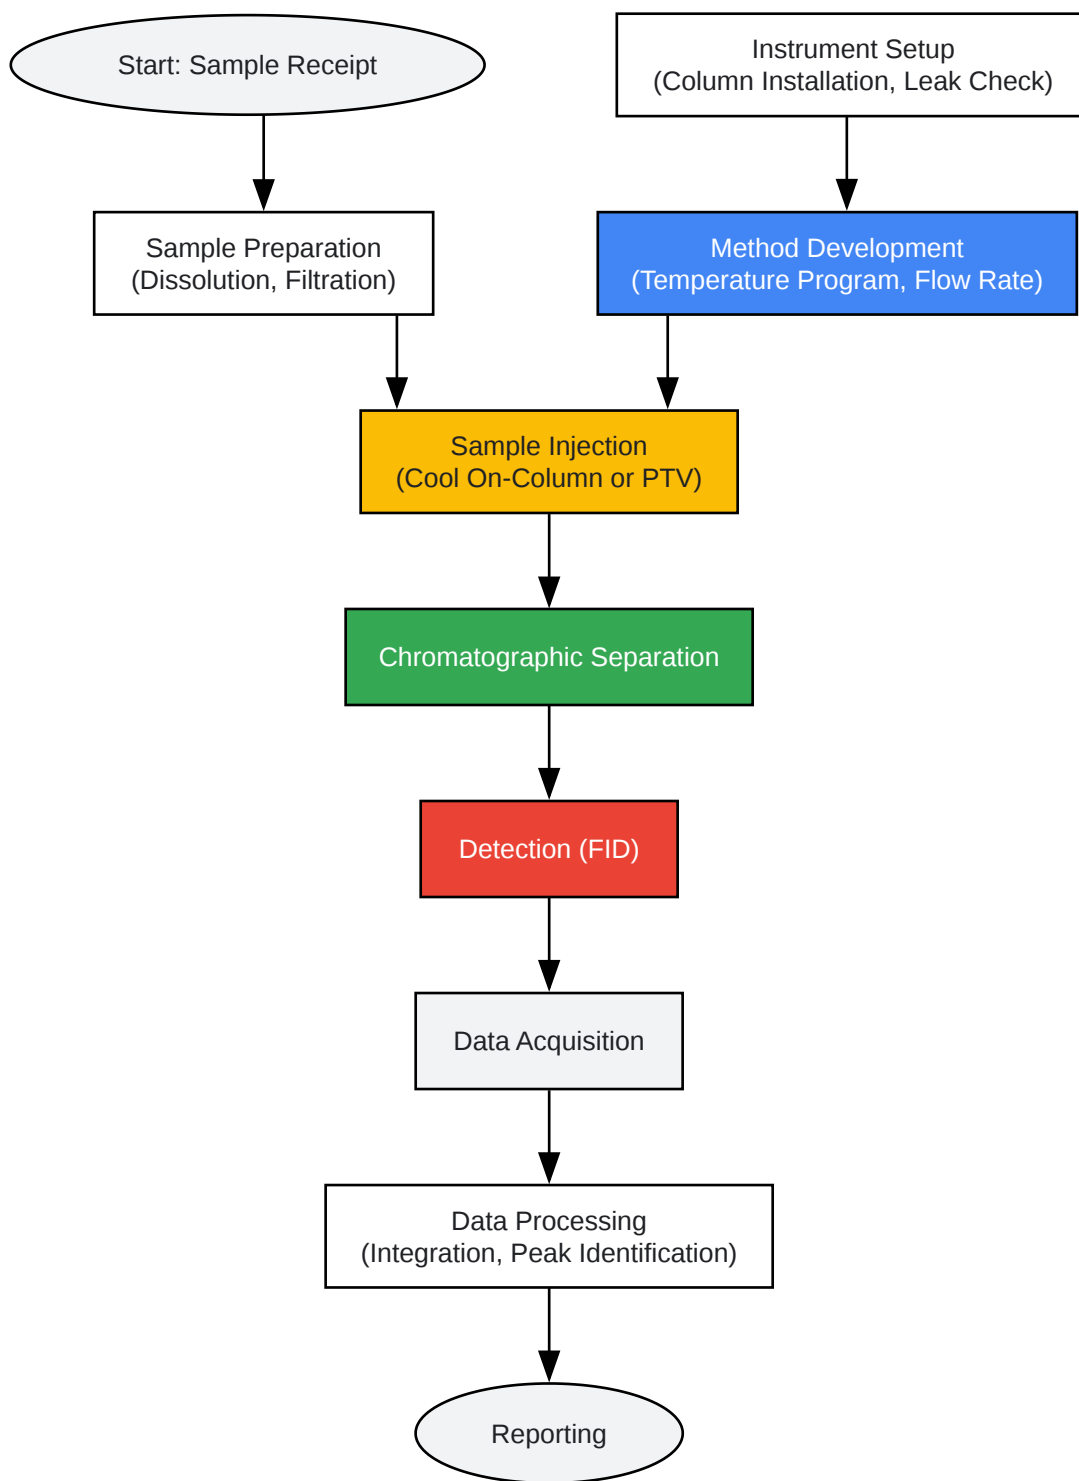 Start: Sample Receipt
Instrument Setup
(Column Installation, Leak Check)
Sample Preparation
(Dissolution, Filtration)
Method Development
(Temperature Program, Flow Rate)
Sample Injection
(Cool On-Column or PTV)
Chromatographic Separation
Detection (FID)
Data Acquisition
Data Processing
(Integration, Peak Identification)
Reporting